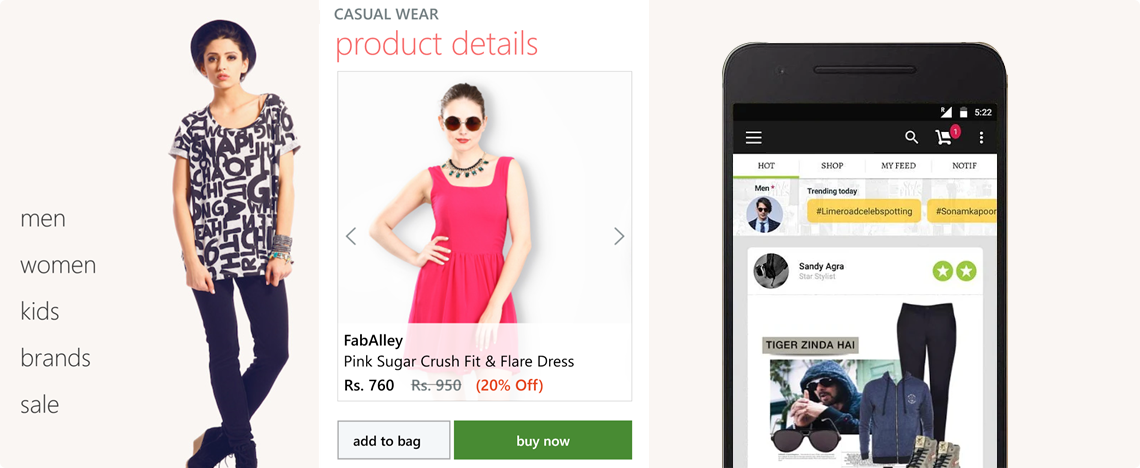 men
women
kids
brands
sale
CASUAL WEAR
product details
FabAlley
Pink Sugar Crush Fit & Flare Dress
Rs. 760 Rs. 950 (20% Off)
add to bag
buy now
R 5:22
1
HOT SHOP MY FEED NOTIF
Men *
Trending today
#Limeroadcelebspotting #Sonamkapoor
Sandy Agra
Star Stylist
TIGER ZINDA HAI